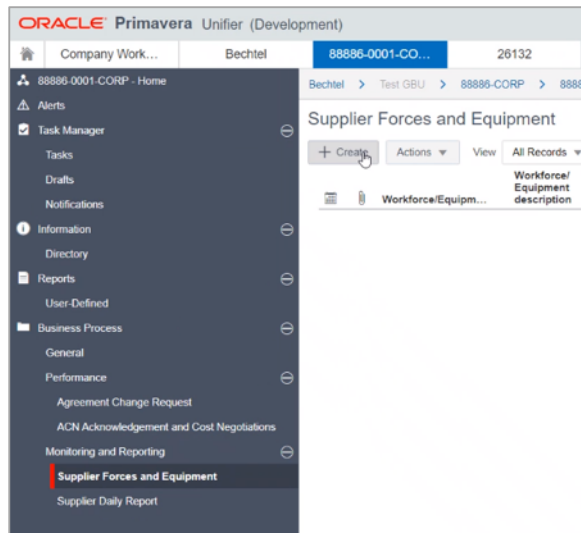 ORACLE Primavera Unifier (Development)
Company Work... Bechtel 88886-0001-CO... 26132
88886-0001-CORP - Home
Alerts
Task Manager
Tasks
Drafts
Notifications
Information
Directory
Reports
User-Defined
Business Process
General
Performance
Agreement Change Request
ACN Acknowledgement and Cost Negotiations
Monitoring and Reporting
Supplier Forces and Equipment
Supplier Daily Report
Bechtel > Test GBU > 88886-CORP > 8888
Supplier Forces and Equipment
+ Create Actions View All Records
Workforce/Equipm...
Workforce/
Equipment
description